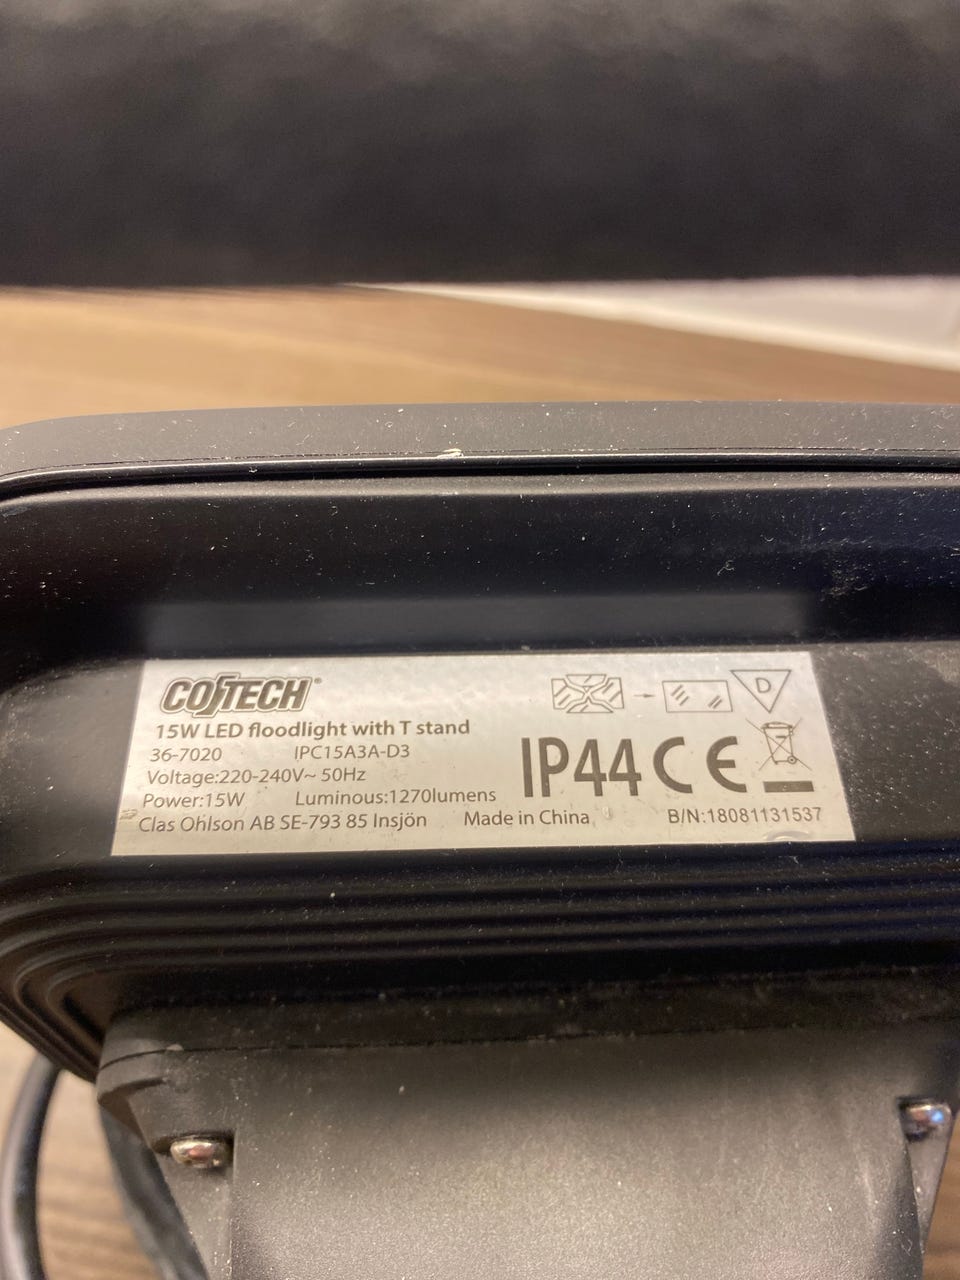 COTECH®
15W LED floodlight with T stand
36-7020 IPC15A3A-D3
Voltage:220-240V~ 50Hz
Power:15W Luminous:1270lumens
Clas Ohlson AB SE-793 85 Insjön Made in China
D
IP44 CE
B/N:18081131537